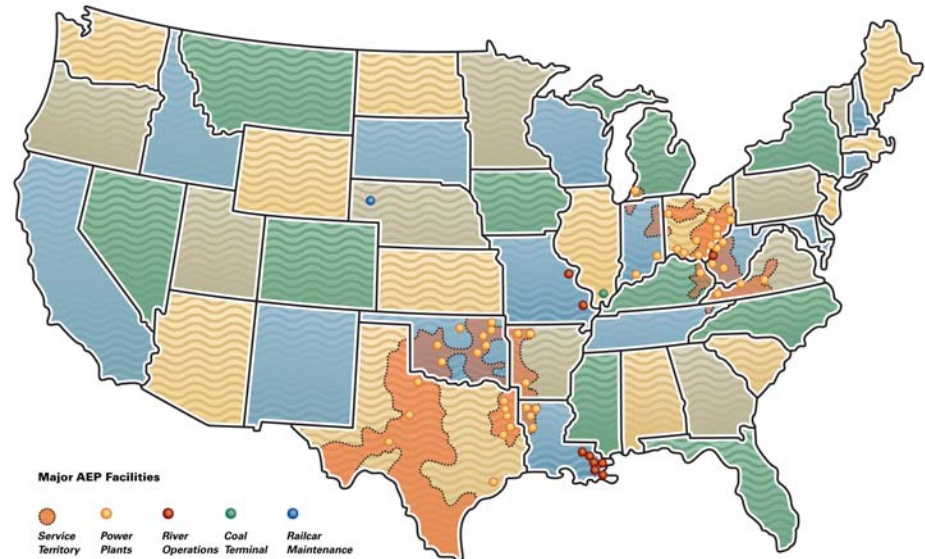 Major AEP Facilities
Service Territory
Power Plants
River Operations
Coal Terminal
Railcar Maintenance